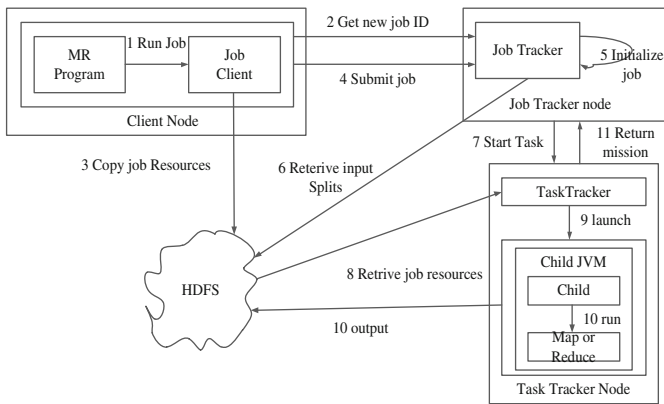 2 Get new job ID
1 Run Job
MR
Program
Job
Client
Job Tracker
5 Initialize
job
4 Submit job
Client Node
Job Tracker node
3 Copy job Resources
6 Reterive input
Splits
7 Start Task
11 Return
mission
TaskTracker
9 launch
Child JVM
8 Retrive job resources
HDFS
Child
10 run
10 output
Map or
Reduce
Task Tracker Node